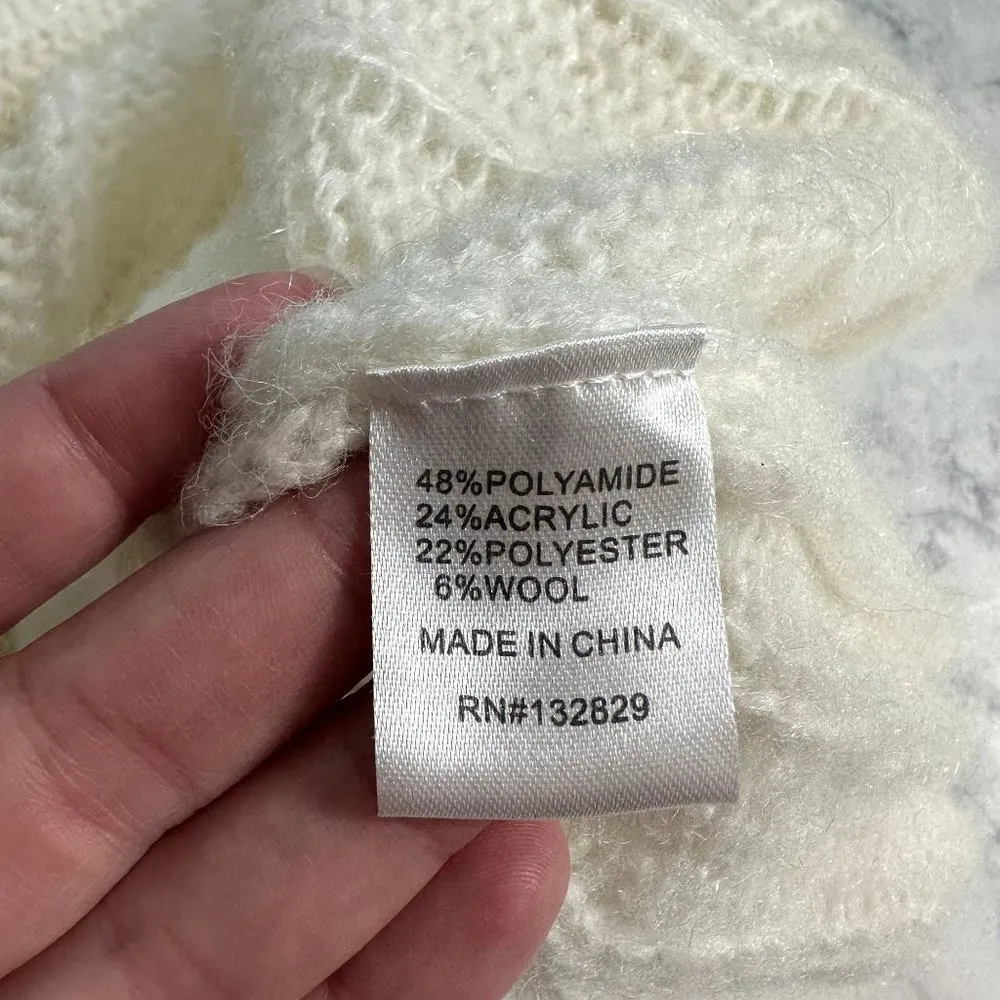 48%POLYAMIDE
24%ACRYLIC
22%POLYESTER
6%WOOL
MADE IN CHINA
RN#132829